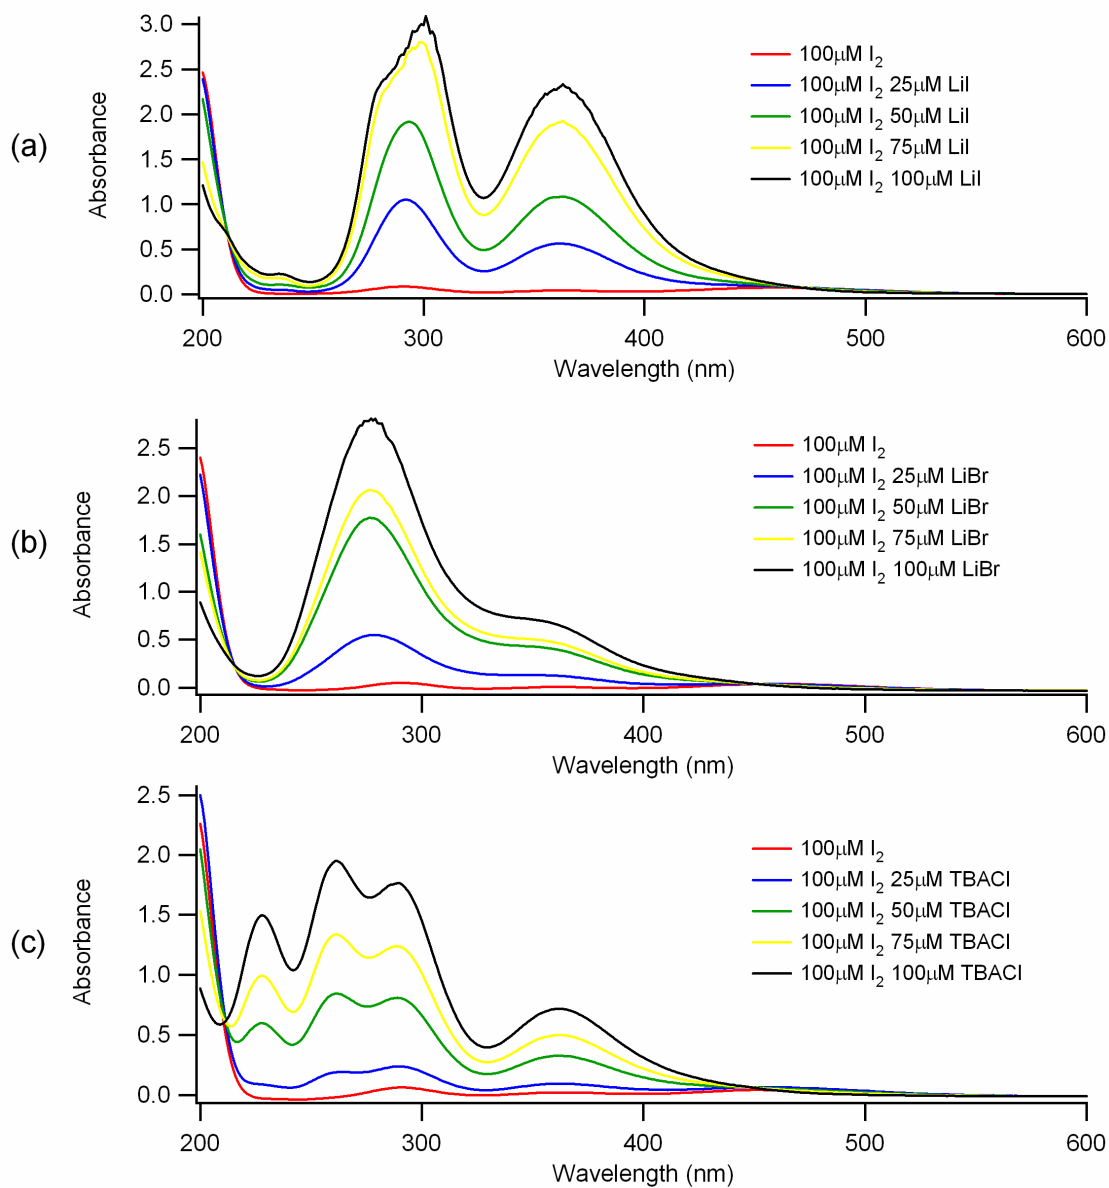 (a)
Absorbance
3.0
2.5
2.0
1.5
1.0
0.5
0.0
100μM I2
100μM I2 25μM LiI
100μM I2 50μM LiI
100μM I2 75μM LiI
100μM I2 100μM LiI
200 300 400 500 600
Wavelength (nm)
(b)
Absorbance
2.5
2.0
1.5
1.0
0.5
0.0
100μM I2
100μM I2 25μM LiBr
100μM I2 50μM LiBr
100μM I2 75μM LiBr
100μM I2 100μM LiBr
200 300 400 500 600
Wavelength (nm)
(c)
Absorbance
2.5
2.0
1.5
1.0
0.5
0.0
100μM I2
100μM I2 25μM TBACl
100μM I2 50μM TBACl
100μM I2 75μM TBACl
100μM I2 100μM TBACl
200 300 400 500 600
Wavelength (nm)